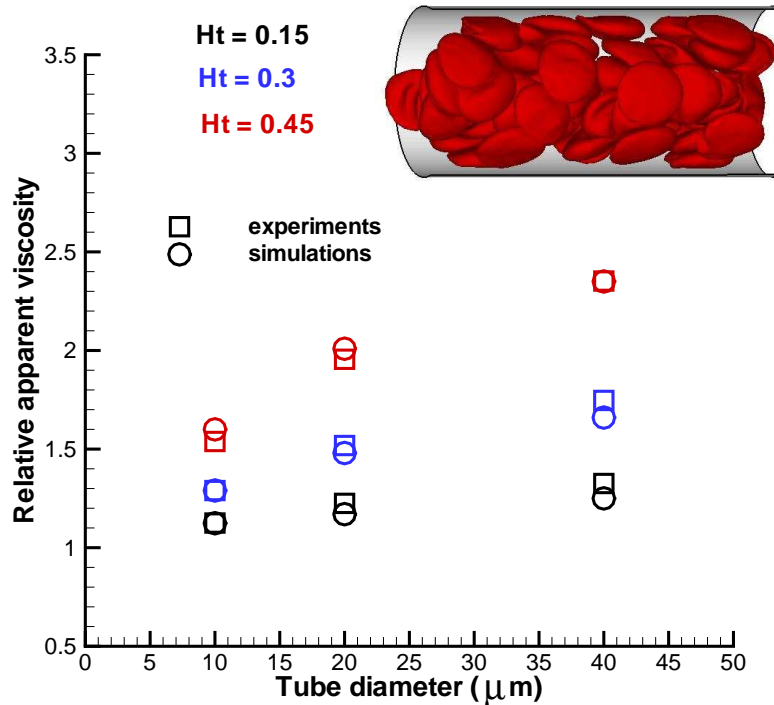 Ht = 0.15
Ht = 0.3
Ht = 0.45
experiments
simulations
Relative apparent viscosity
3.5
3
2.5
2
1.5
1
0.5
0 5 10 15 20 25 30 35 40 45 50
Tube diameter (μm)